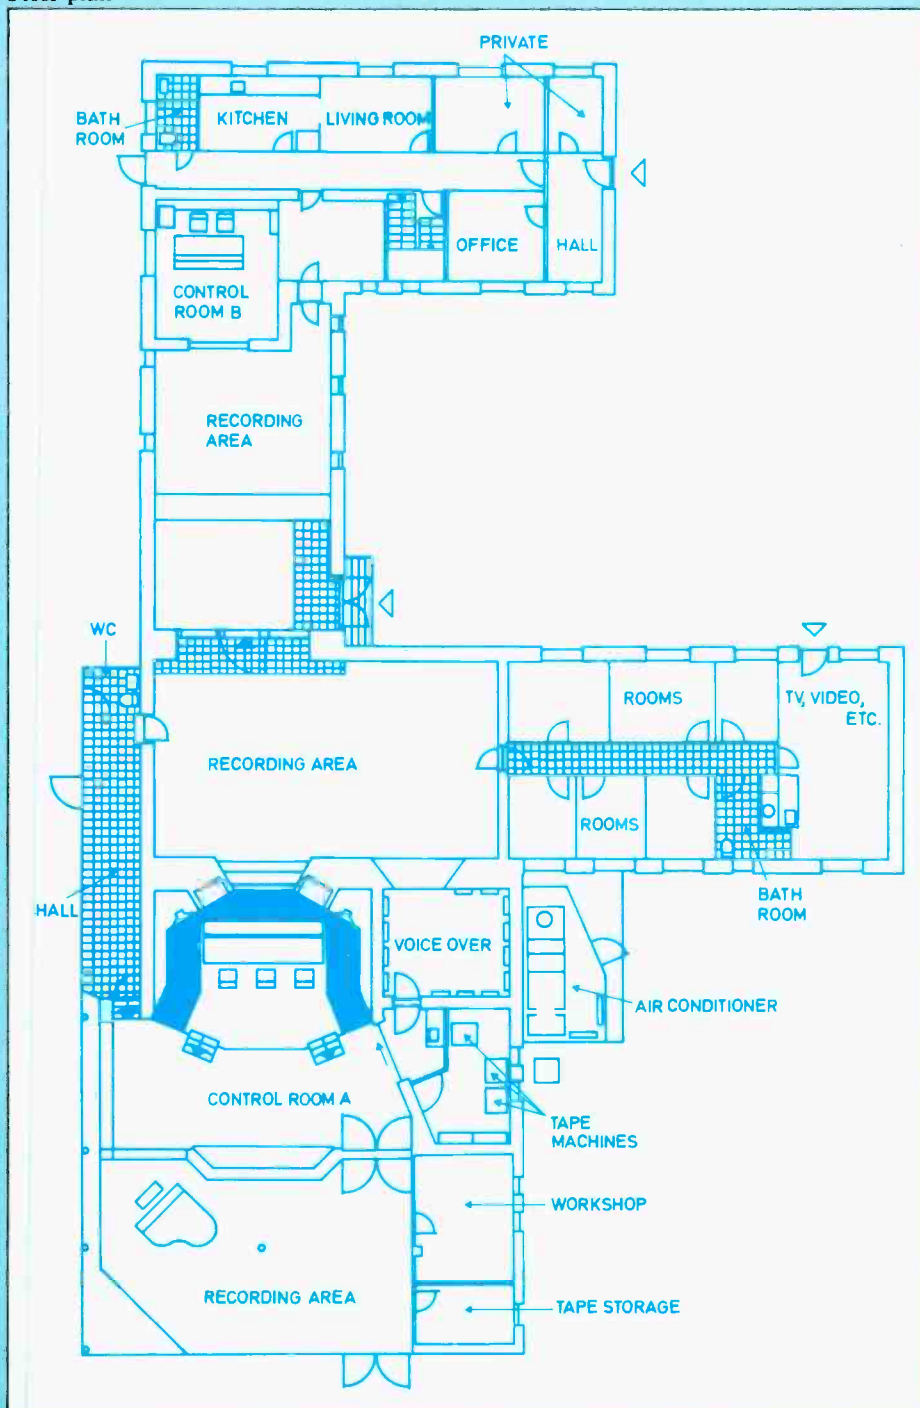 PRIVATE
BATH
ROOM
KITCHEN
LIVING ROOM
OFFICE
HALL
CONTROL
ROOM B
RECORDING
AREA
WC
ROOMS
TV, VIDEO,
ETC.
RECORDING AREA
ROOMS
BATH
ROOM
HALL
VOICE OVER
AIR CONDITIONER
CONTROL ROOM A
TAPE
MACHINES
WORKSHOP
RECORDING AREA
TAPE STORAGE